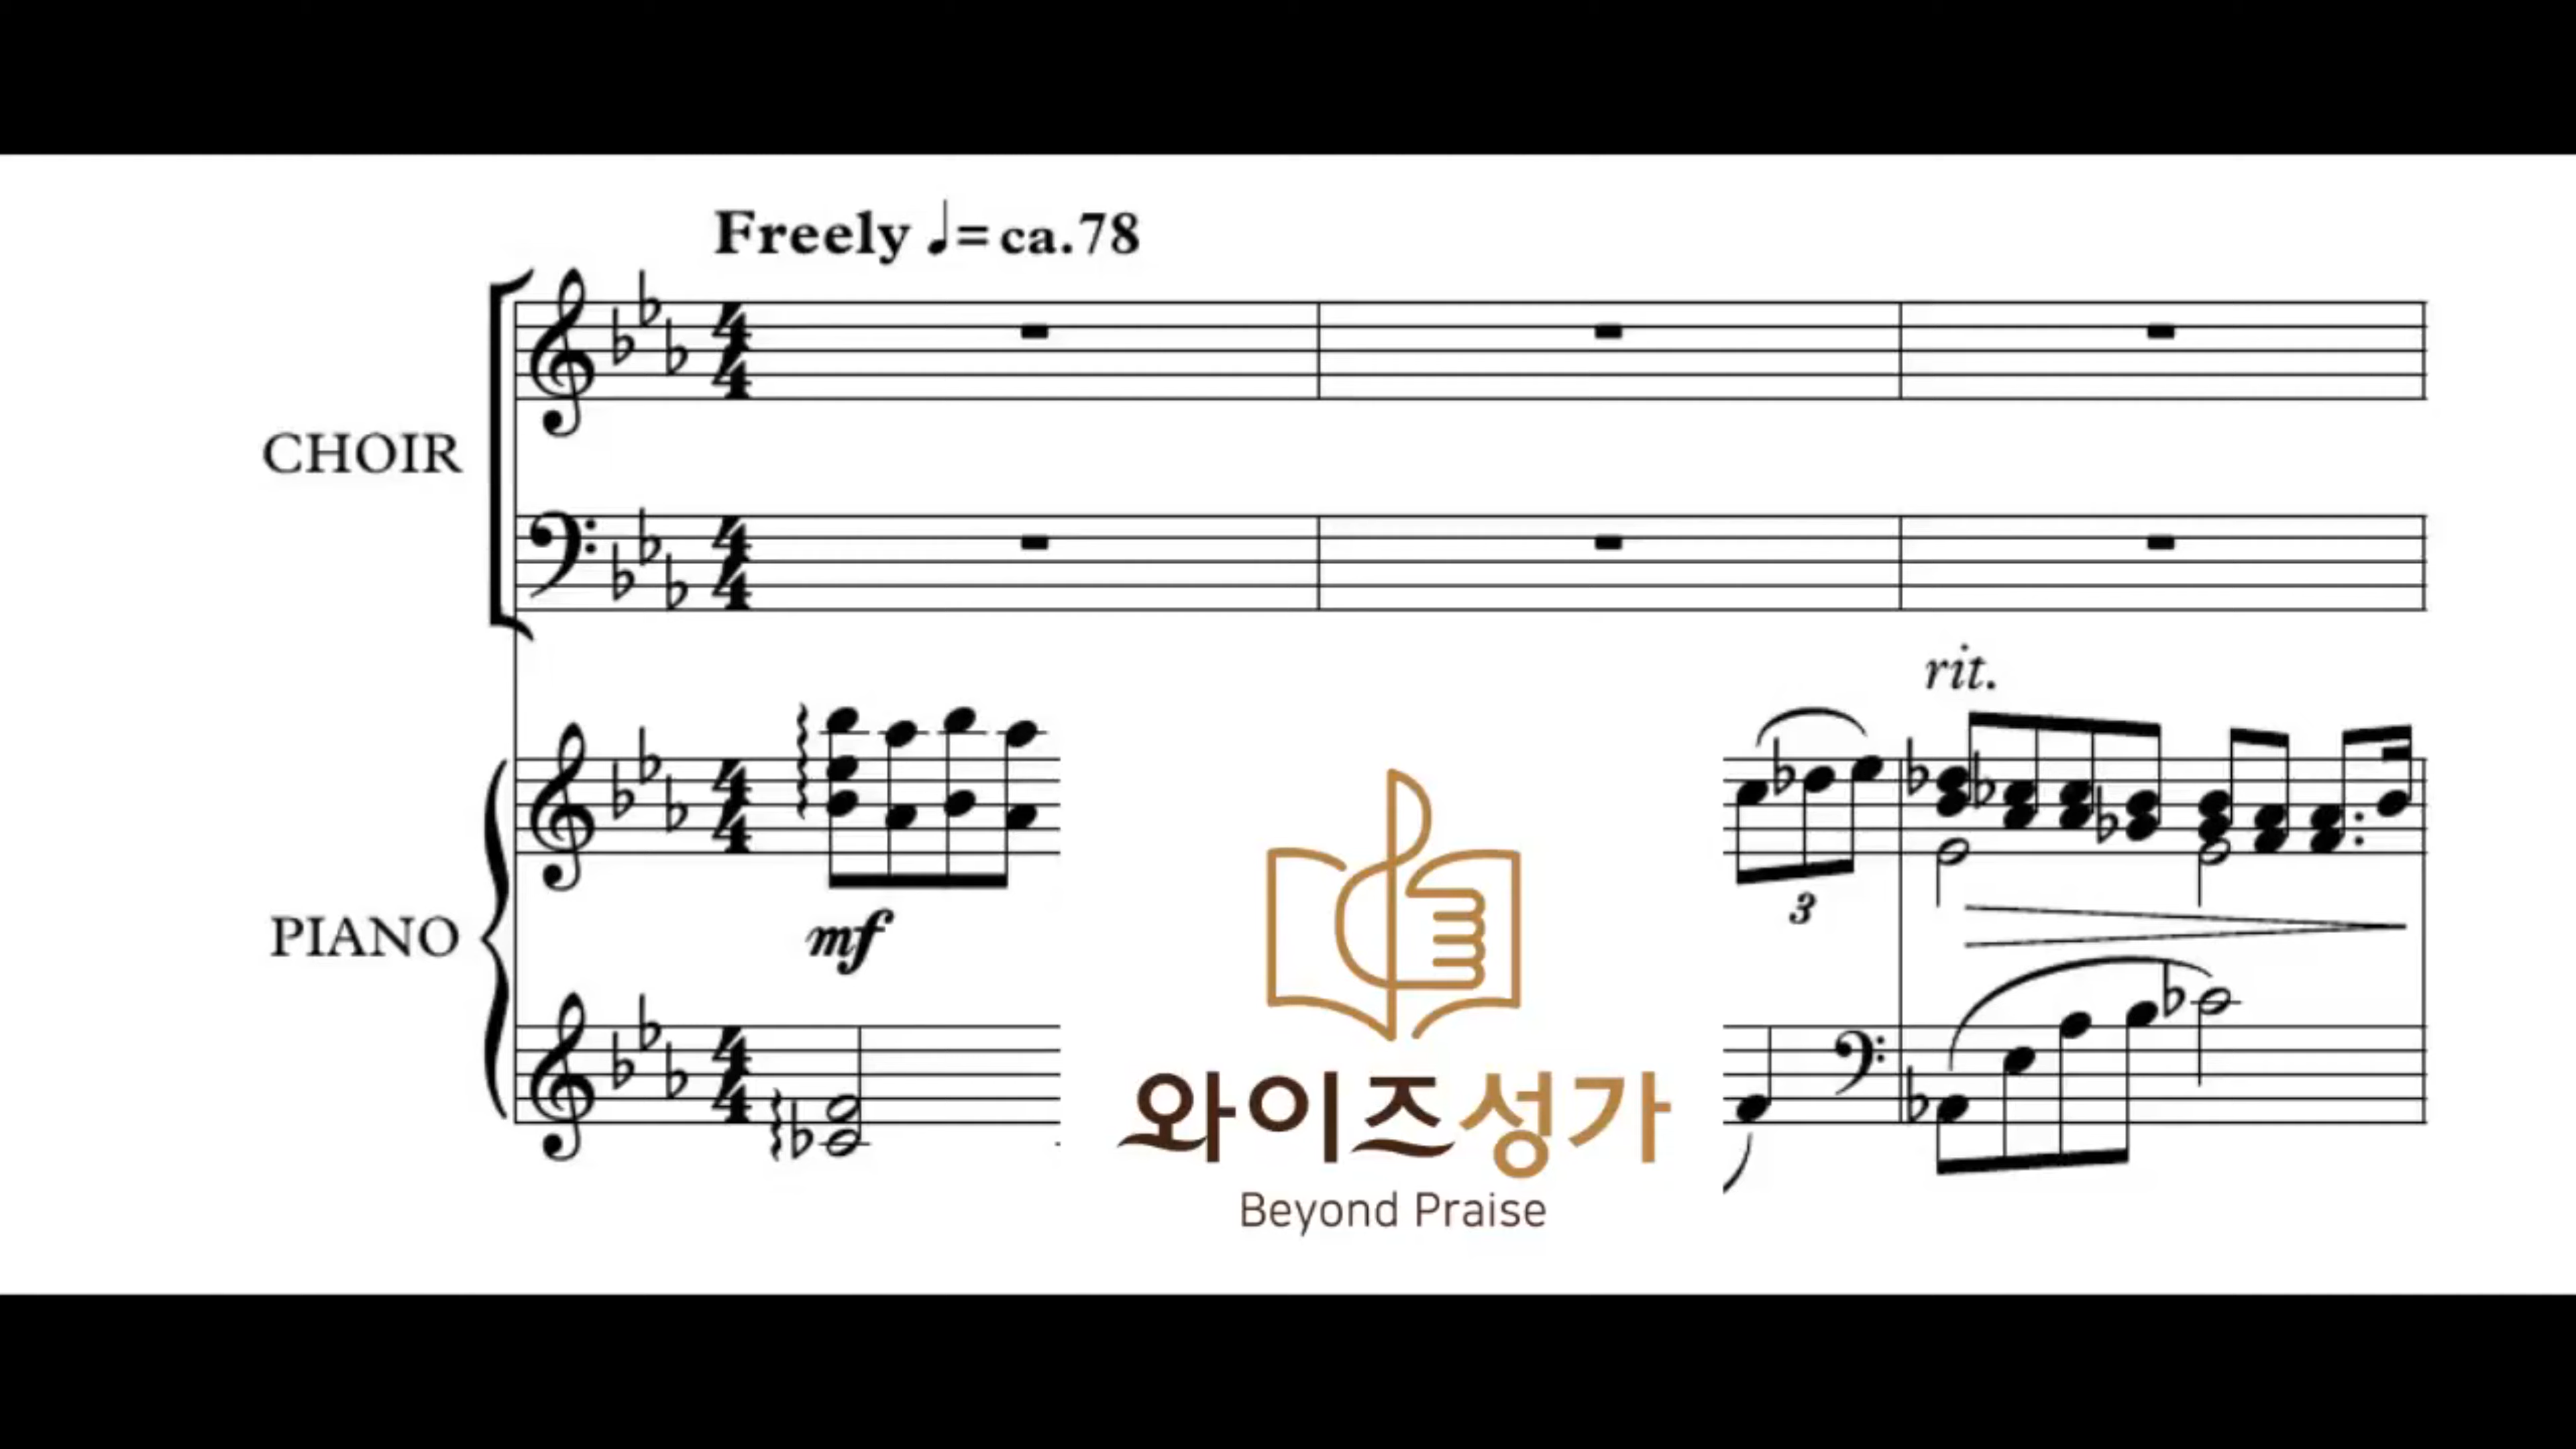 Freely ♩= ca.78
CHOIR
rit.
PIANO
mf
3
와이즈성가
Beyond Praise